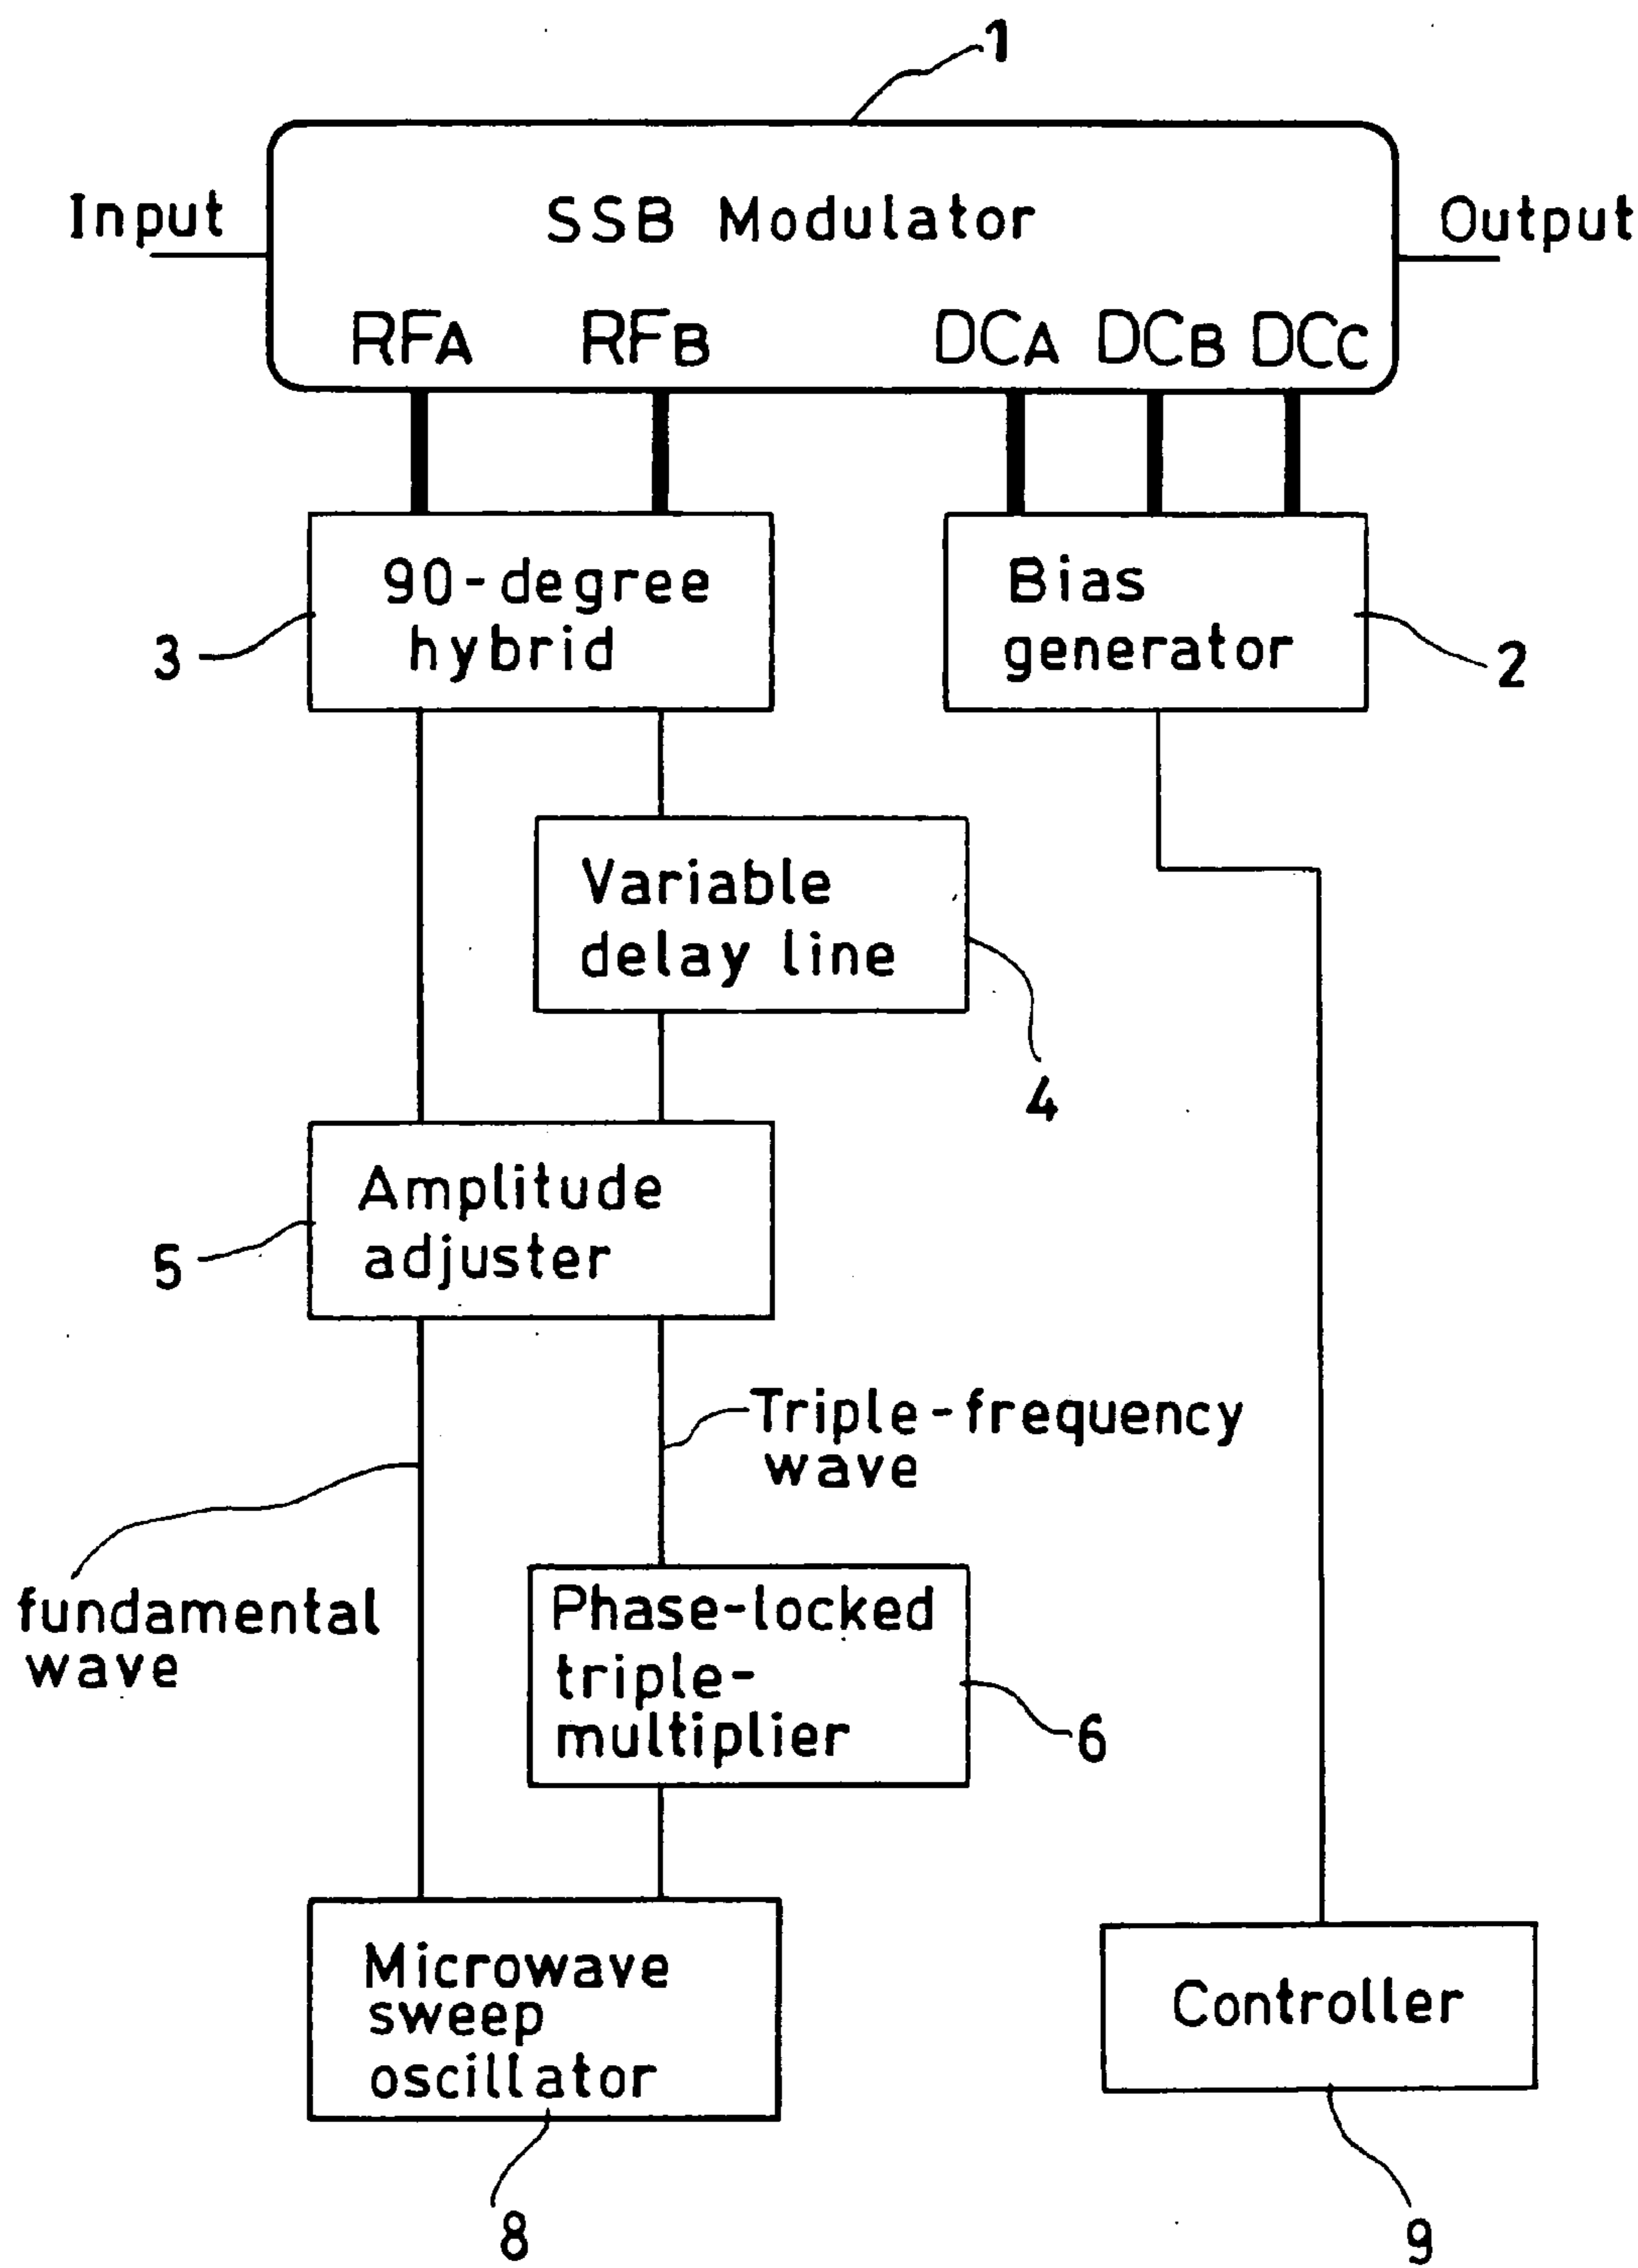 1
Input
SSB Modulator
Output
RFA RFB DCA DCB DCC
90-degree
hybrid
3
Bias
generator
2
Variable
delay line
4
Amplitude
adjuster
5
Triple-frequency
wave
fundamental
wave
Phase-locked
triple-
multiplier
6
Microwave
sweep
oscillator
8
Controller
9